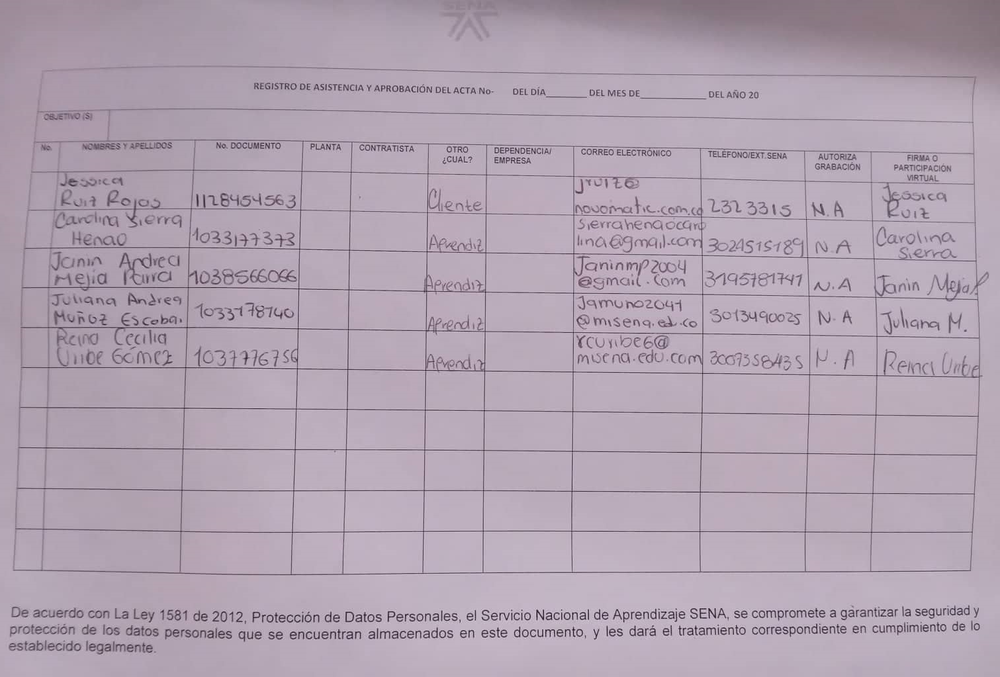 SENA
REGISTRO DE ASISTENCIA Y APROBACIÓN DEL ACTA No- DEL DÍA________ DEL MES DE_____________ DEL AÑO 20
OBJETIVO (S)
No. NOMBRES Y APELLIDOS No. DOCUMENTO PLANTA CONTRATISTA OTRO ¿CUAL? DEPENDENCIA/ EMPRESA CORREO ELECTRÓNICO TELÉFONO/EXT.SENA AUTORIZA GRABACIÓN FIRMA O PARTICIPACIÓN VIRTUAL
Jessica jruiz@ Jessica
Ruiz Rojas 1128454563 Cliente novomatic.com.co 2323315 N.A Ruiz
Carolina Sierra sierrahenaocaro Carolina
Henao 1033177373 Aprendiz lina@gmail.com 3024515189 N.A Sierra
Janin Andrea Janinmp2004
Mejia Parra 1038566066 Aprendiz @gmail.com 3195781741 N.A Janin Mejia
Juliana Andrea Jamuno2041
Muñoz Escobar 1033178740 Aprendiz @misena.ed.co 3013490025 N.A Juliana M.
Reina Cecilia rcuribe6@
Uribe Gómez 1037776756 Aprendiz misena.edu.com 3007358435 N.A Reina Uribe
De acuerdo con La Ley 1581 de 2012, Protección de Datos Personales, el Servicio Nacional de Aprendizaje SENA, se compromete a garantizar la seguridad y
protección de los datos personales que se encuentran almacenados en este documento, y les dará el tratamiento correspondiente en cumplimiento de lo
establecido legalmente.